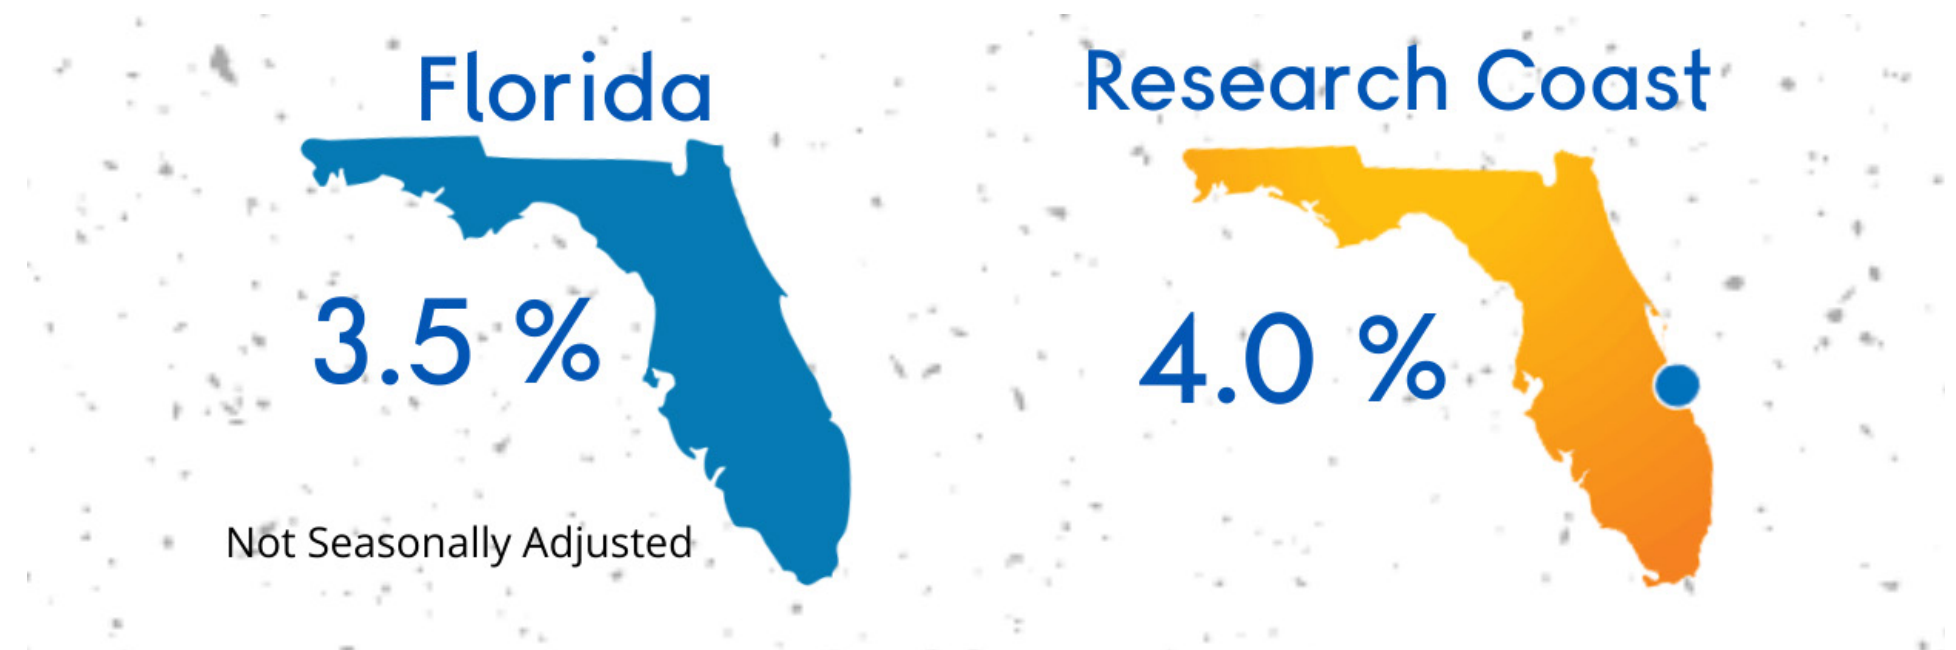 Florida
3.5 %
Not Seasonally Adjusted
Research Coast
4.0 %